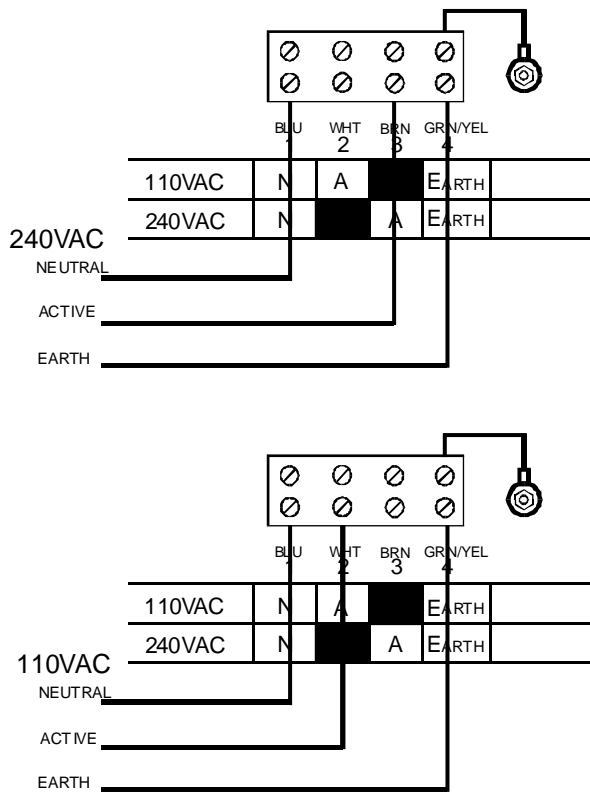 BLU WHT BRN GRN/YEL
1 2 3 4
110VAC N A EARTH
240VAC N A EARTH
240VAC
NEUTRAL
ACTIVE
EARTH
BLU WHT BRN GRN/YEL
1 2 3 4
110VAC N A EARTH
240VAC N A EARTH
110VAC
NEUTRAL
ACTIVE
EARTH